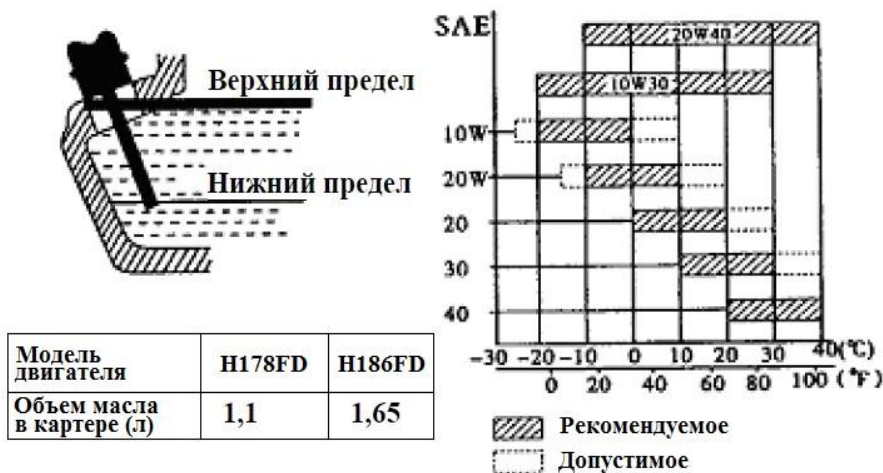 Верхний предел
Нижний предел
Модель двигателя H178FD H186FD
Объем масла в картере (л) 1,1 1,65
SAE
20W40
10W30
10W
20W
20
30
40
-30 -20 -10 0 10 20 30 40(°C)
0 20 40 60 80 100 (°F)
Рекомендуемое
Допустимое